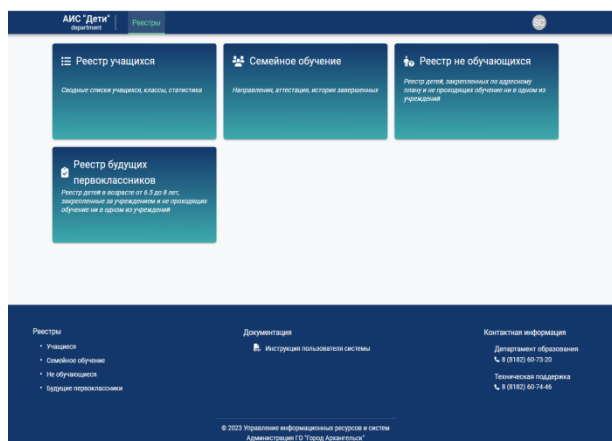 АИС "Дети"
department
Реестры
SC
Реестр учащихся
Сводные списки учащихся, классы, статистика
Семейное обучение
Направления, аттестация, история завершенных
Реестр не обучающихся
Реестр детей, закрепленных по адресному
плану и не проходящих обучение ни в одном из
учреждений
Реестр будущих
первоклассников
Реестр детей в возрасте от 6.5 до 8 лет,
закрепленные за учреждением и не проходящих
обучение ни в одном из учреждений
Реестры
Учащиеся
Семейное обучение
Не обучающиеся
Будущие первоклассники
Документация
Инструкция пользователя системы
Контактная информация
Департамент образования
8 (8182) 60-73-20
Техническая поддержка
8 (8182) 60-74-46
© 2023 Управление информационных ресурсов и систем
Администрация ГО "Город Архангельск"